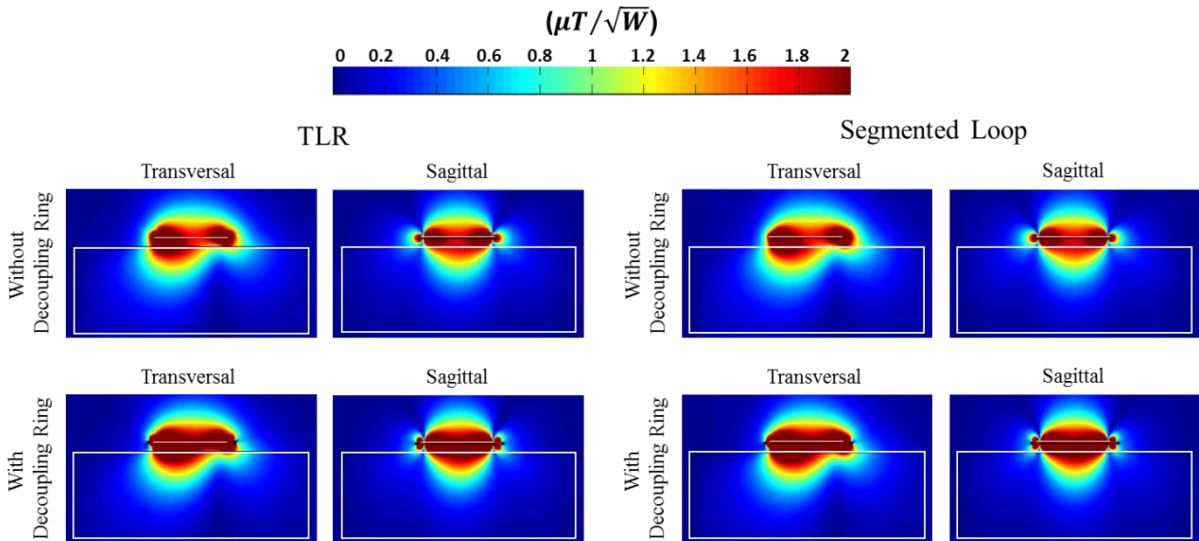 (μT/√W)
0 0.2 0.4 0.6 0.8 1 1.2 1.4 1.6 1.8 2
TLR
Segmented Loop
Transversal
Sagittal
Transversal
Sagittal
Without
Decoupling Ring
Without
Decoupling Ring
Transversal
Sagittal
Transversal
Sagittal
With
Decoupling Ring
With
Decoupling Ring